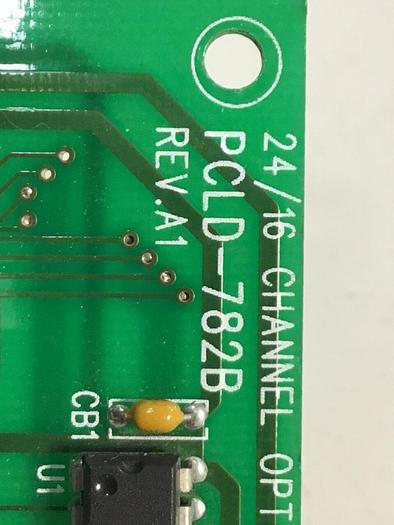 24/16 CHANNEL OPT
PCLD-782B
REV.A1
CB1
U1